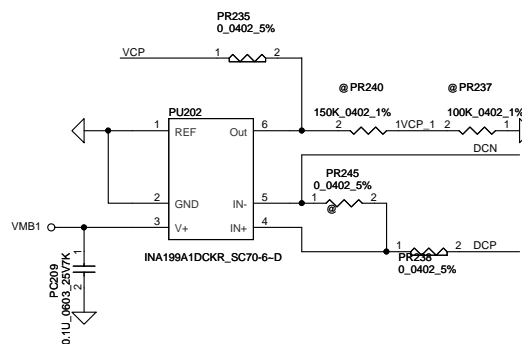 PR235
0_0402_5%
VCP 1 2
@PR240 @PR237
PU202 150K_0402_1% 100K_0402_1%
1 REF Out 6 2 1VCP_1 2 1
DCN
PR245
0_0402_5%
2 GND IN- 5 1 2
@
VMB1 3 V+ IN+ 4
1 2 DCP
INA199A1DCKR_SC70-6~D PR238
0_0402_5%
1
2
PC209
0.1U_0603_25V7K